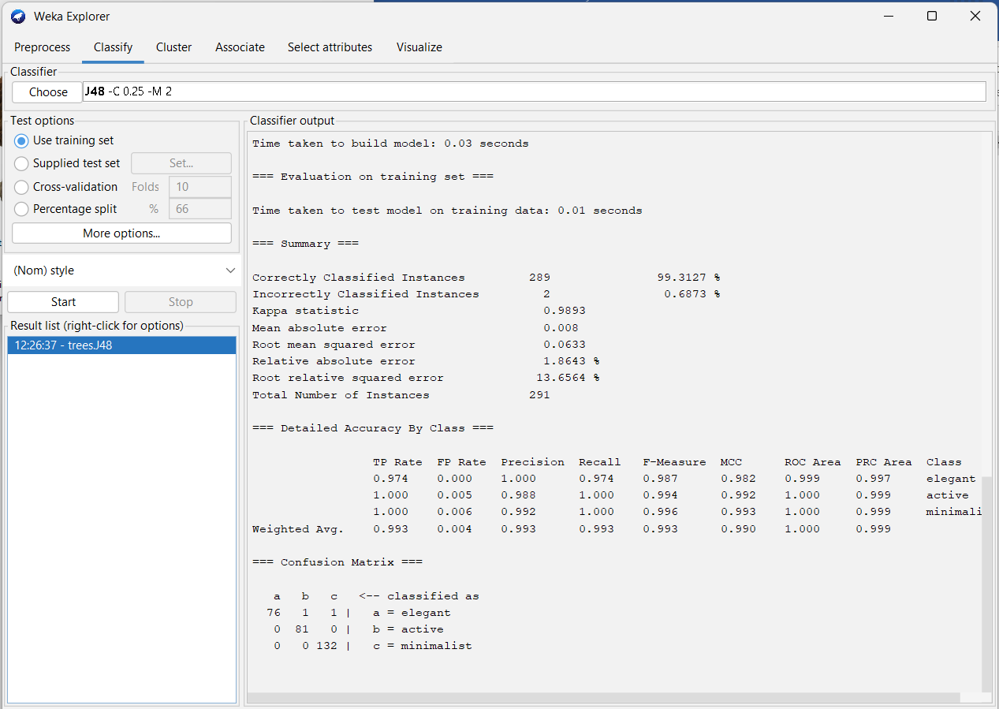 Weka Explorer
Preprocess Classify Cluster Associate Select attributes Visualize
Classifier
Choose J48 -C 0.25 -M 2
Test options
Use training set
Supplied test set Set...
Cross-validation Folds 10
Percentage split % 66
More options...
(Nom) style
Start Stop
Result list (right-click for options)
12:26:37 - trees.J48
Classifier output
Time taken to build model: 0.03 seconds
=== Evaluation on training set ===
Time taken to test model on training data: 0.01 seconds
=== Summary ===
Correctly Classified Instances 289 99.3127 %
Incorrectly Classified Instances 2 0.6873 %
Kappa statistic 0.9893
Mean absolute error 0.008
Root mean squared error 0.0633
Relative absolute error 1.8643 %
Root relative squared error 13.6564 %
Total Number of Instances 291
=== Detailed Accuracy By Class ===
TP Rate FP Rate Precision Recall F-Measure MCC ROC Area PRC Area Class
0.974 0.000 1.000 0.974 0.987 0.982 0.999 0.997 elegant
1.000 0.005 0.988 1.000 0.994 0.992 1.000 0.999 active
1.000 0.006 0.992 1.000 0.996 0.993 1.000 0.999 minimali
Weighted Avg. 0.993 0.004 0.993 0.993 0.993 0.990 1.000 0.999
=== Confusion Matrix ===
a b c <-- classified as
76 1 1 | a = elegant
0 81 0 | b = active
0 0 132 | c = minimalist